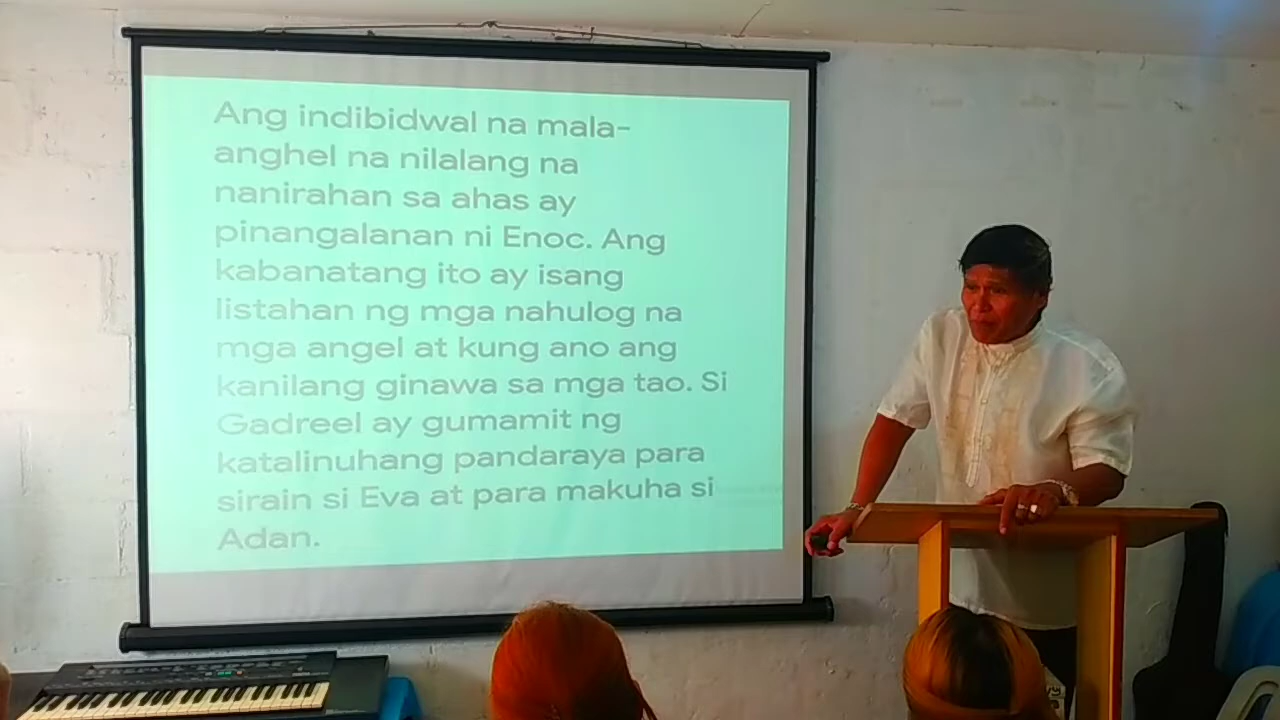 Ang indibidwal na mala-
anghel na nilalang na
nanirahan sa ahas ay
pinangalanan ni Enoc. Ang
kabanatang ito ay isang
listahan ng mga nahulog na
mga angel at kung ano ang
kanilang ginawa sa mga tao. Si
Gadreel ay gumamit ng
katalinuhang pandaraya para
sirain si Eva at para makuha si
Adan.